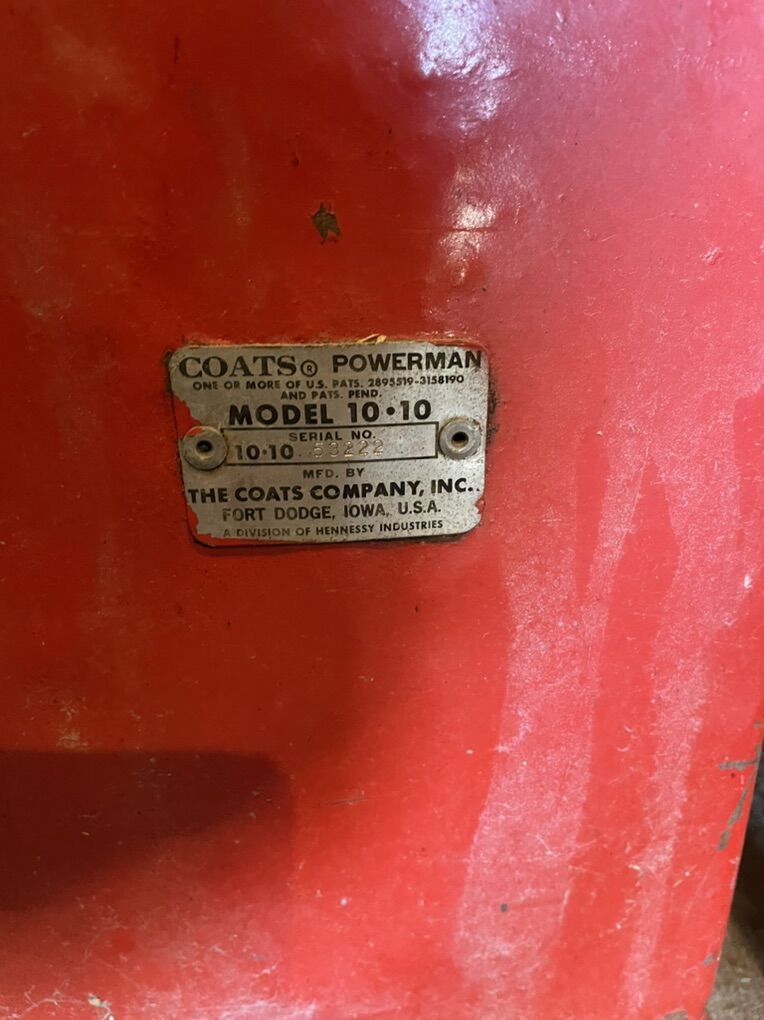 COATS® POWERMAN
ONE OR MORE OF U.S. PATS. 2895519-3158190
AND PATS. PEND.
MODEL 10•10
SERIAL NO.
10•10 53222
MFD. BY
THE COATS COMPANY, INC.
FORT DODGE, IOWA, U.S.A.
A DIVISION OF HENNESSY INDUSTRIES